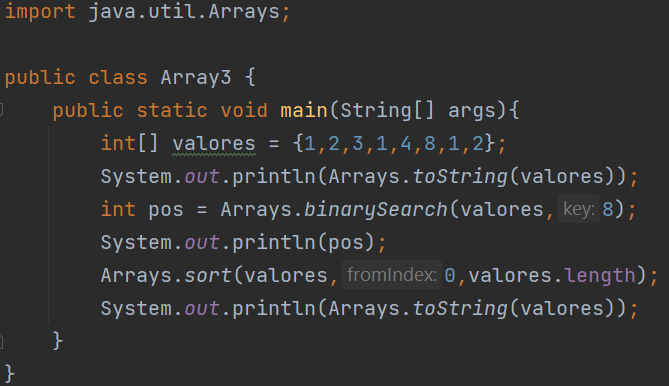 import java.util.Arrays;
public class Array3 {
public static void main(String[] args){
int[] valores = {1,2,3,1,4,8,1,2};
System.out.println(Arrays.toString(valores));
int pos = Arrays.binarySearch(valores, key: 8);
System.out.println(pos);
Arrays.sort(valores, fromIndex: 0,valores.length);
System.out.println(Arrays.toString(valores));
}
}